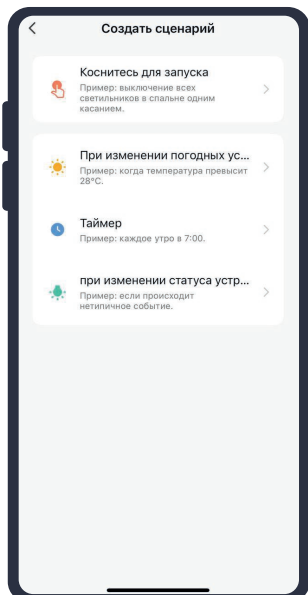 Создать сценарий
Коснитесь для запуска
Пример: выключение всех
светильников в спальне одним
касанием.
При изменении погодных ус...
Пример: когда температура превысит
28°C.
Таймер
Пример: каждое утро в 7:00.
при изменении статуса устр...
Пример: если происходит
нетипичное событие.